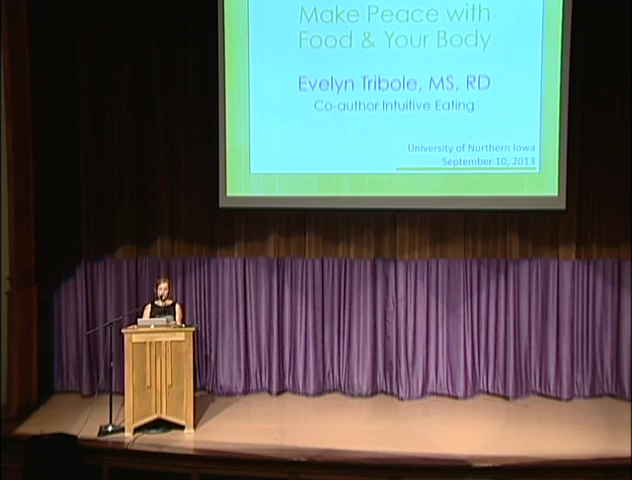 Make Peace with
Food & Your Body
Evelyn Tribole, MS, RD
Co-author Intuitive Eating
University of Northern Iowa
September 10, 2013